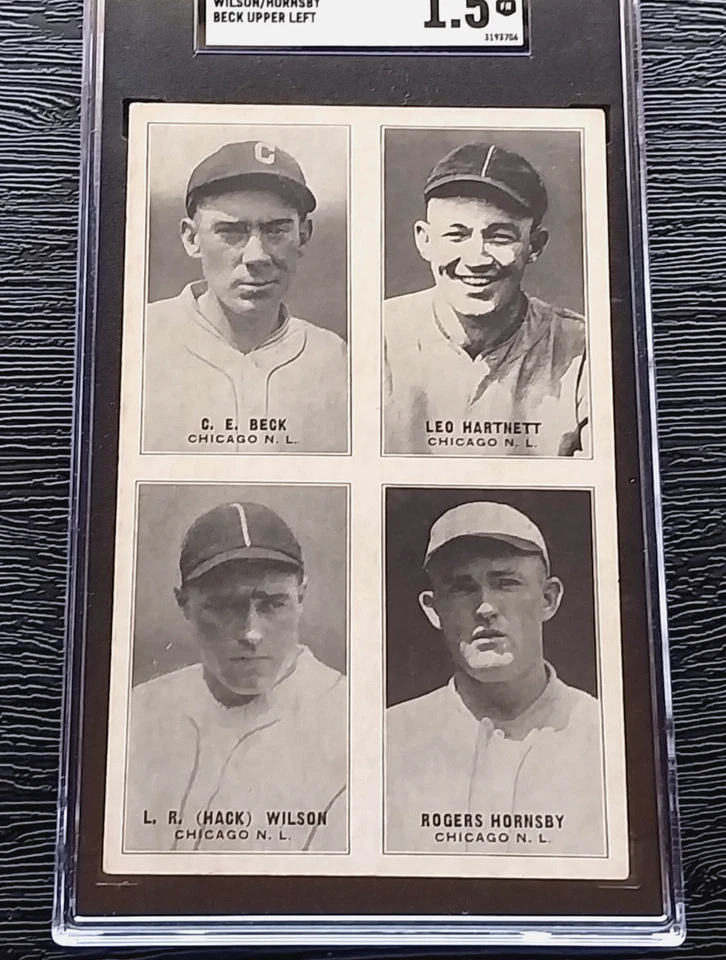 WILSON/HORNSBY
BECK UPPER LEFT
1.5
3193706
C
C. E. BECK
CHICAGO N. L.
LEO HARTNETT
CHICAGO N. L.
L. R. (HACK) WILSON
CHICAGO N. L.
ROGERS HORNSBY
CHICAGO N. L.